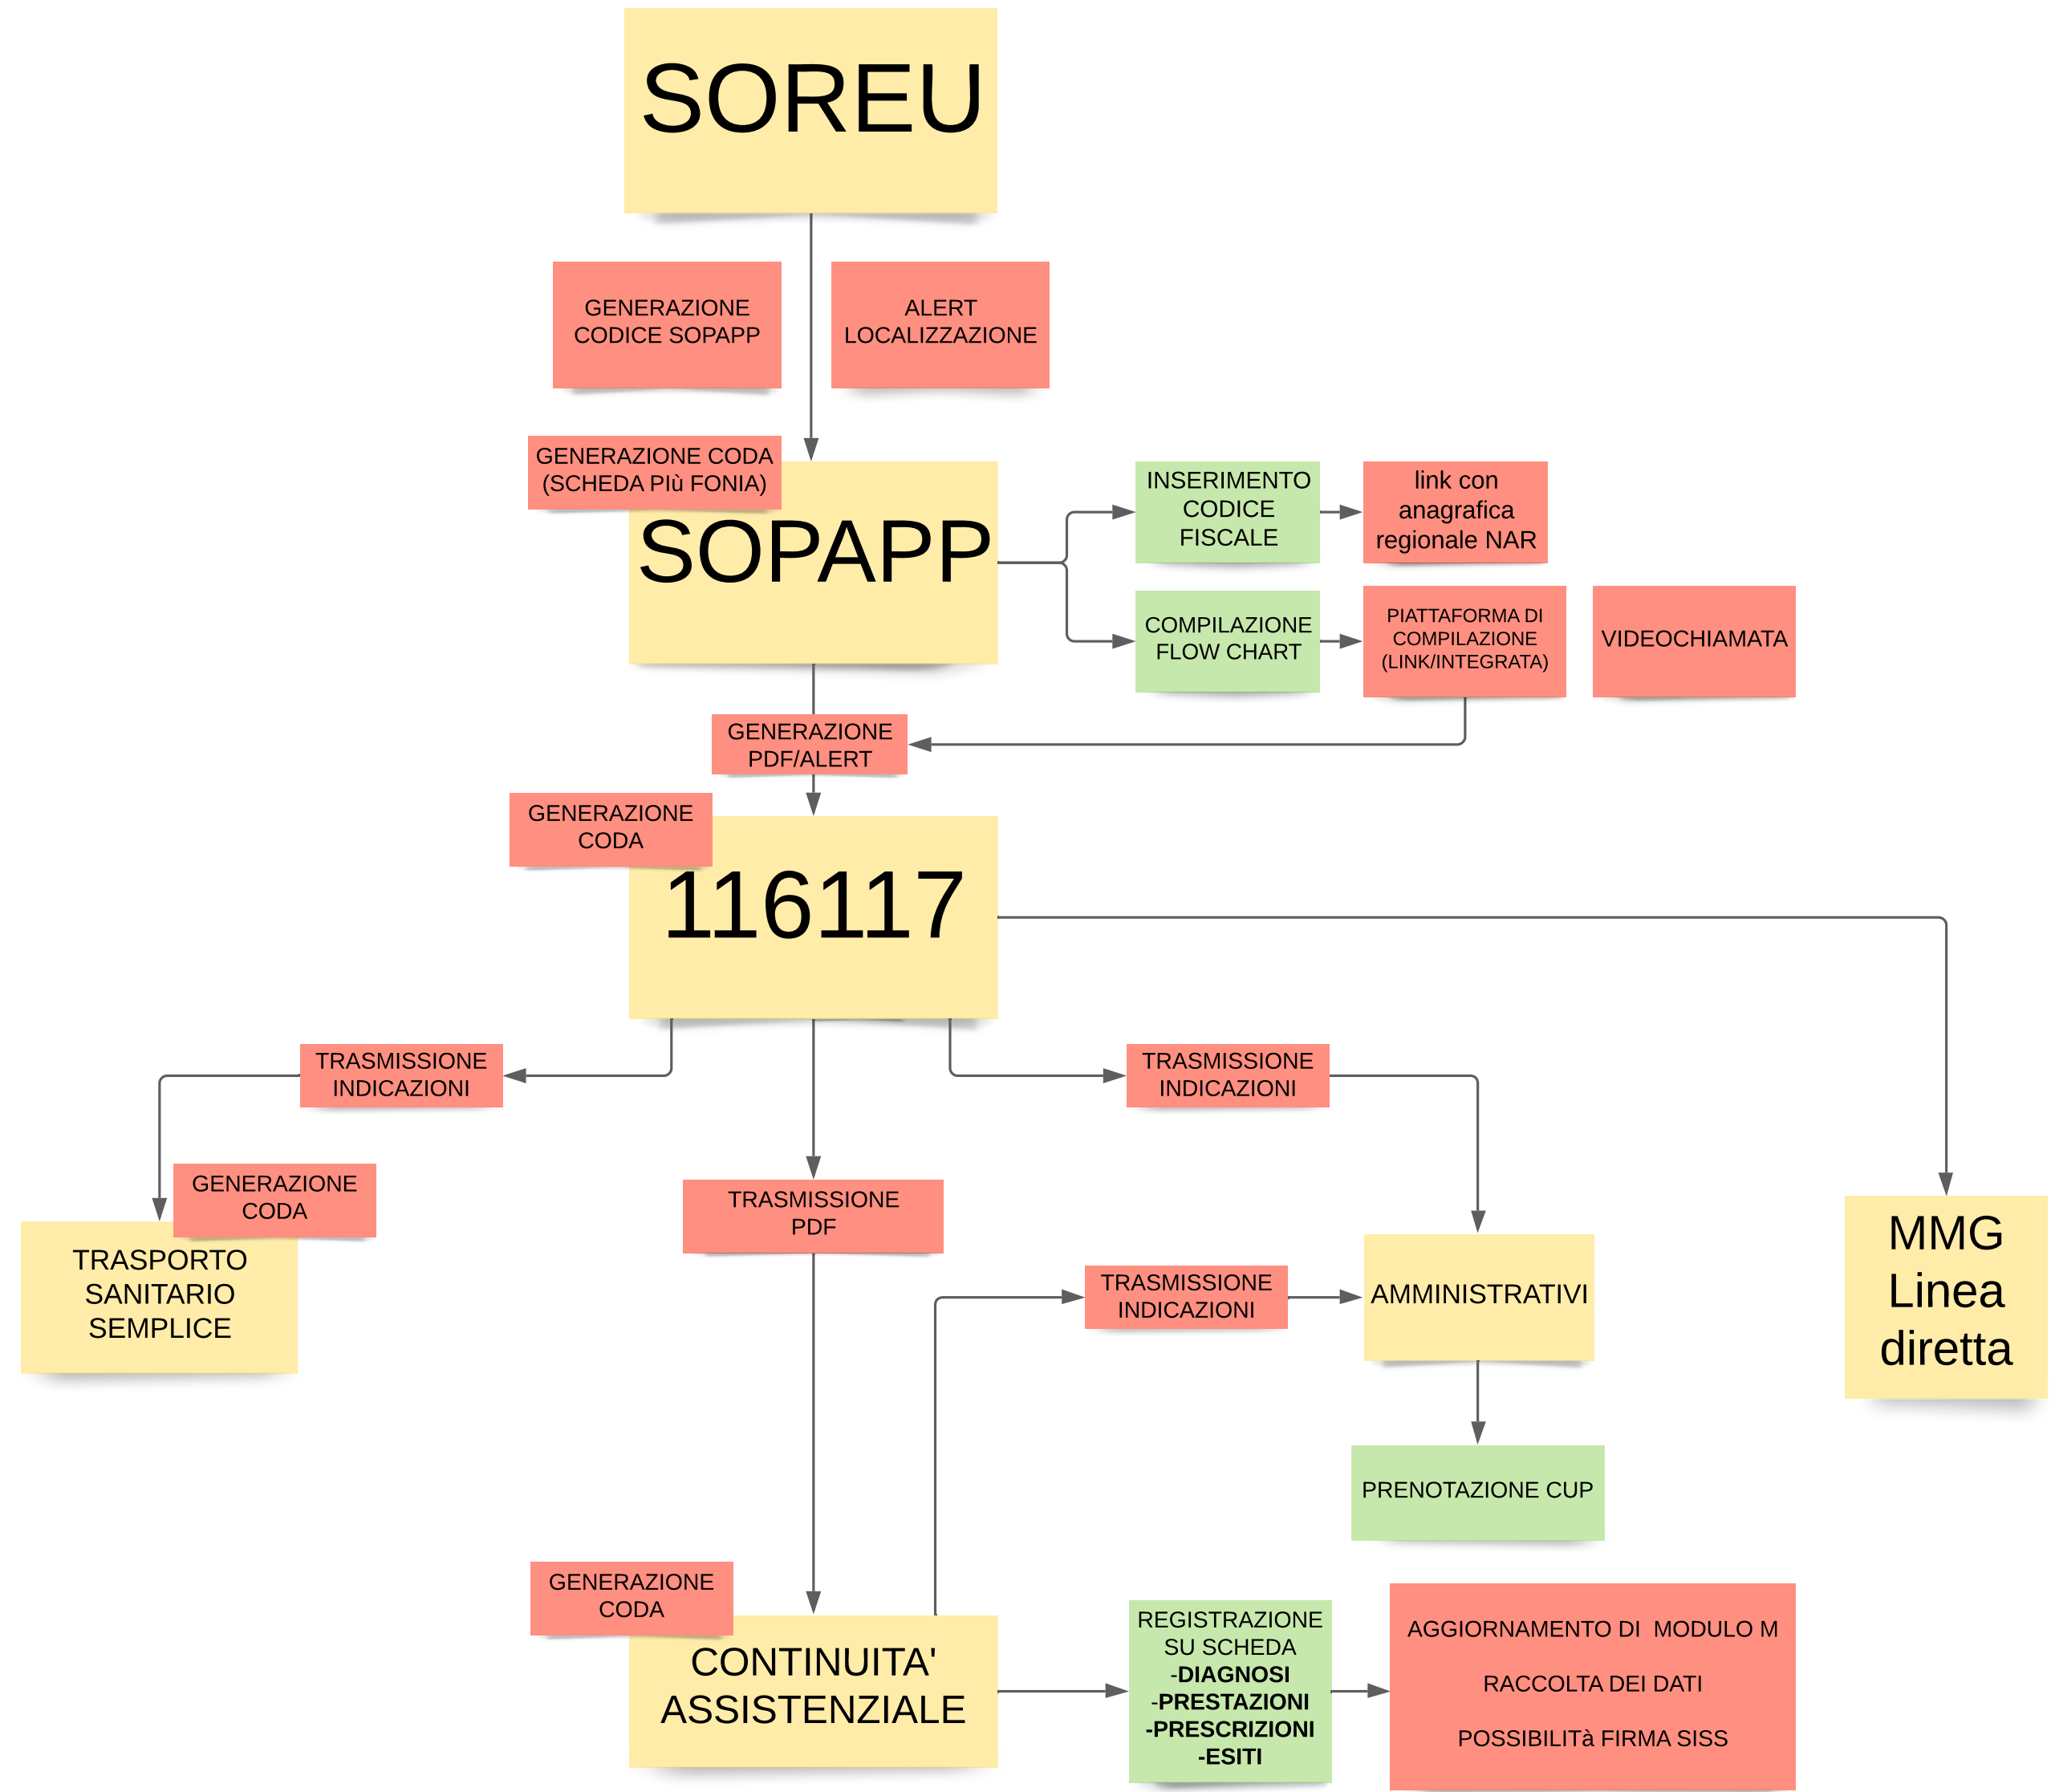 SOREU
GENERAZIONE
CODICE SOPAPP
ALERT
LOCALIZZAZIONE
GENERAZIONE CODA
(SCHEDA PIù FONIA)
SOPAPP
INSERIMENTO
CODICE
FISCALE
link con
anagrafica
regionale NAR
COMPILAZIONE
FLOW CHART
PIATTAFORMA DI
COMPILAZIONE
(LINK/INTEGRATA)
VIDEOCHIAMATA
GENERAZIONE
PDF/ALERT
GENERAZIONE
CODA
116117
TRASMISSIONE
INDICAZIONI
TRASMISSIONE
INDICAZIONI
GENERAZIONE
CODA
TRASPORTO
SANITARIO
SEMPLICE
TRASMISSIONE
PDF
TRASMISSIONE
INDICAZIONI
AMMINISTRATIVI
MMG
Linea
diretta
PRENOTAZIONE CUP
GENERAZIONE
CODA
CONTINUITA'
ASSISTENZIALE
REGISTRAZIONE
SU SCHEDA
-DIAGNOSI
-PRESTAZIONI
-PRESCRIZIONI
-ESITI
AGGIORNAMENTO DI  MODULO M
RACCOLTA DEI DATI
POSSIBILITà FIRMA SISS